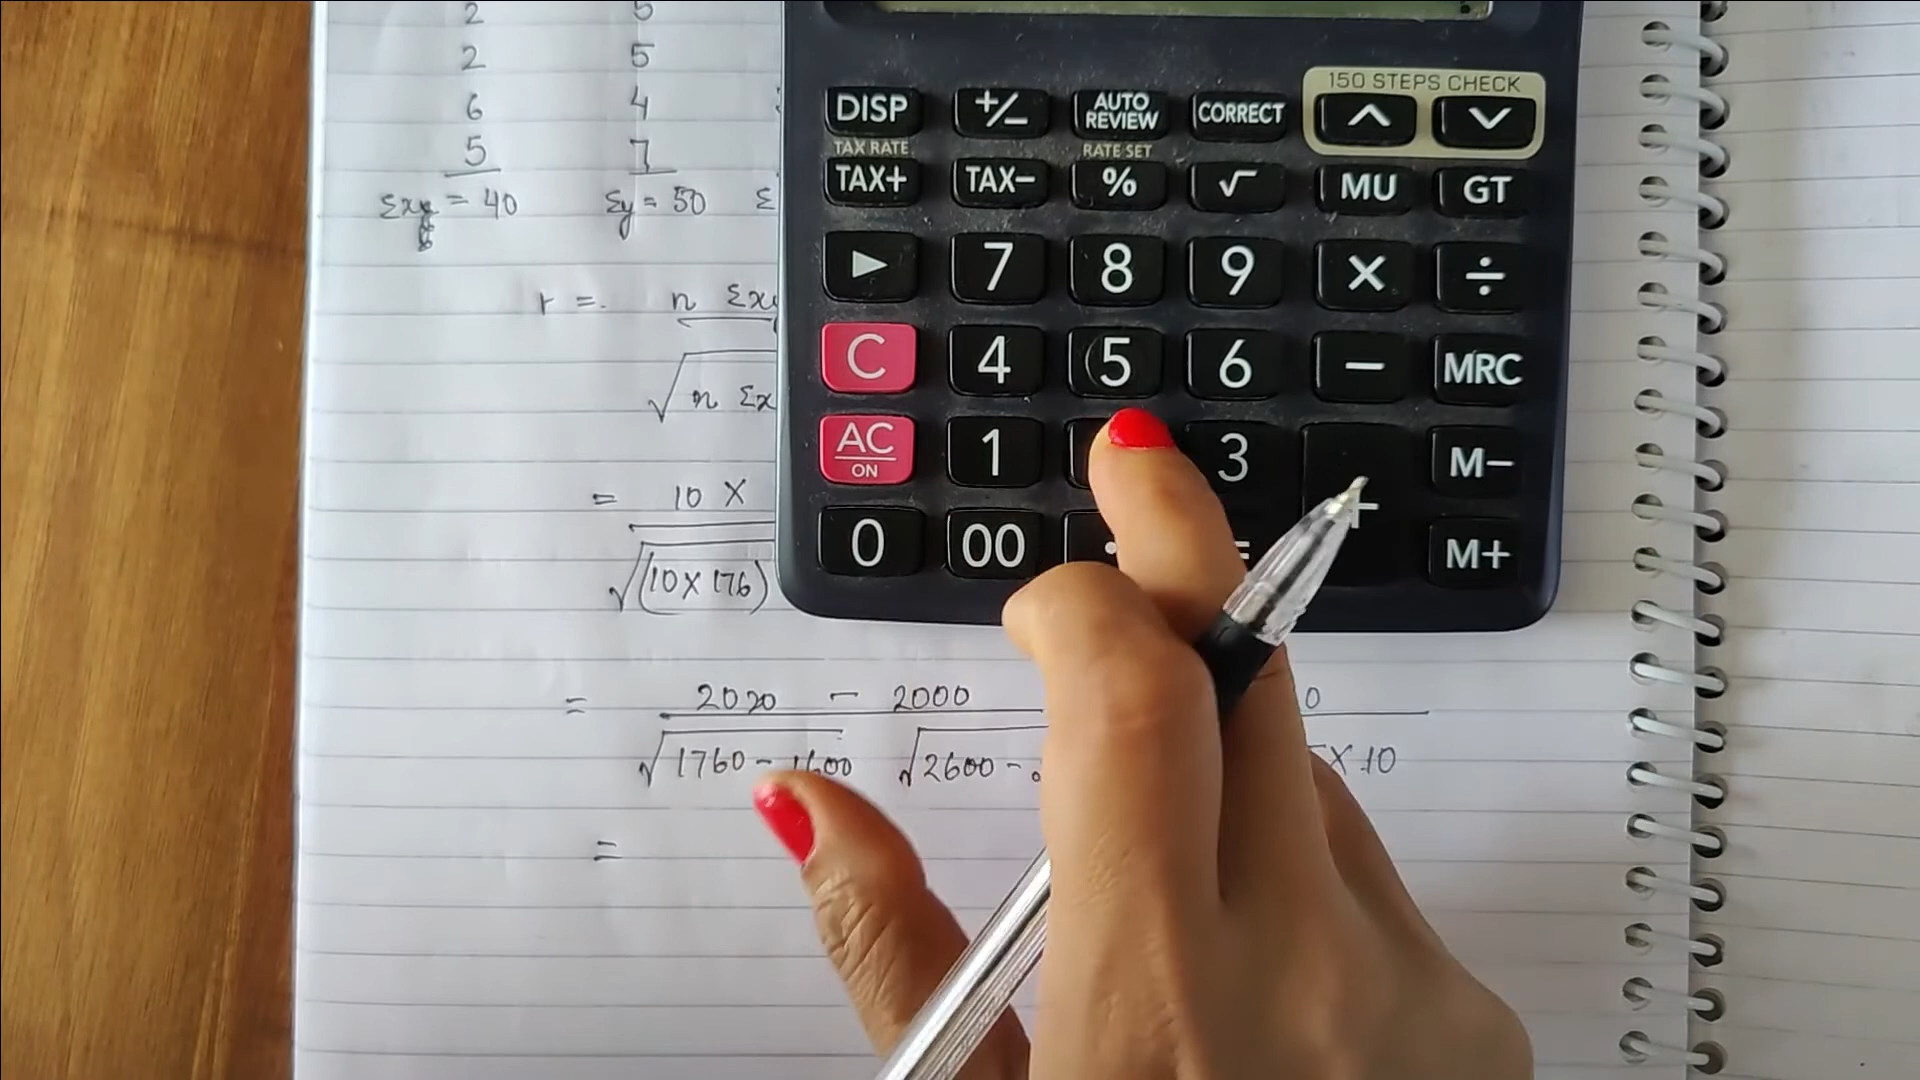 2 5
2 5
6 4
5 7
Σx = 40 Σy = 50 Σ
r = n Σx
√ n Σx
= 10 X
√(10 X 176)
= 2020 - 2000 0
√1760 - 1600 √2600 - X 10
=
150 STEPS CHECK
DISP +/- AUTO REVIEW CORRECT ∧ ∨
TAX RATE RATE SET
TAX+ TAX- % √ MU GT
▶ 7 8 9 X ÷
C 4 5 6 - MRC
AC ON 1 3 + M-
0 00 • = M+